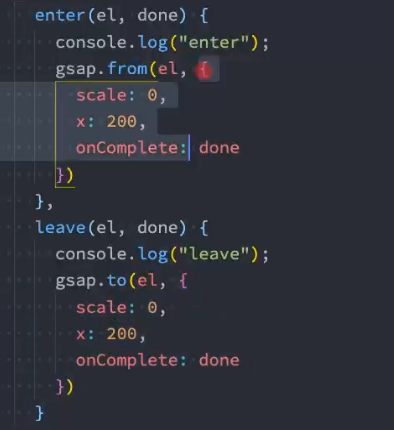 enter(el, done) {
  console.log("enter");
  gsap.from(el, {
    scale: 0,
    x: 200,
    onComplete: done
  })
},
leave(el, done) {
  console.log("leave");
  gsap.to(el, {
    scale: 0,
    x: 200,
    onComplete: done
  })
}